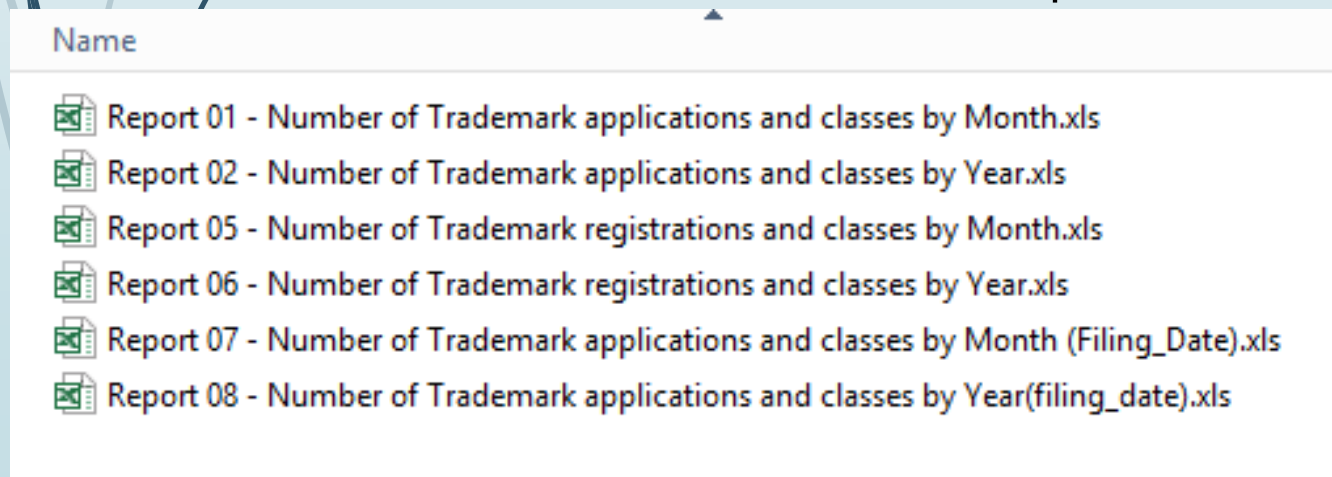 Name
Report 01 - Number of Trademark applications and classes by Month.xls
Report 02 - Number of Trademark applications and classes by Year.xls
Report 05 - Number of Trademark registrations and classes by Month.xls
Report 06 - Number of Trademark registrations and classes by Year.xls
Report 07 - Number of Trademark applications and classes by Month (Filing_Date).xls
Report 08 - Number of Trademark applications and classes by Year(filing_date).xls